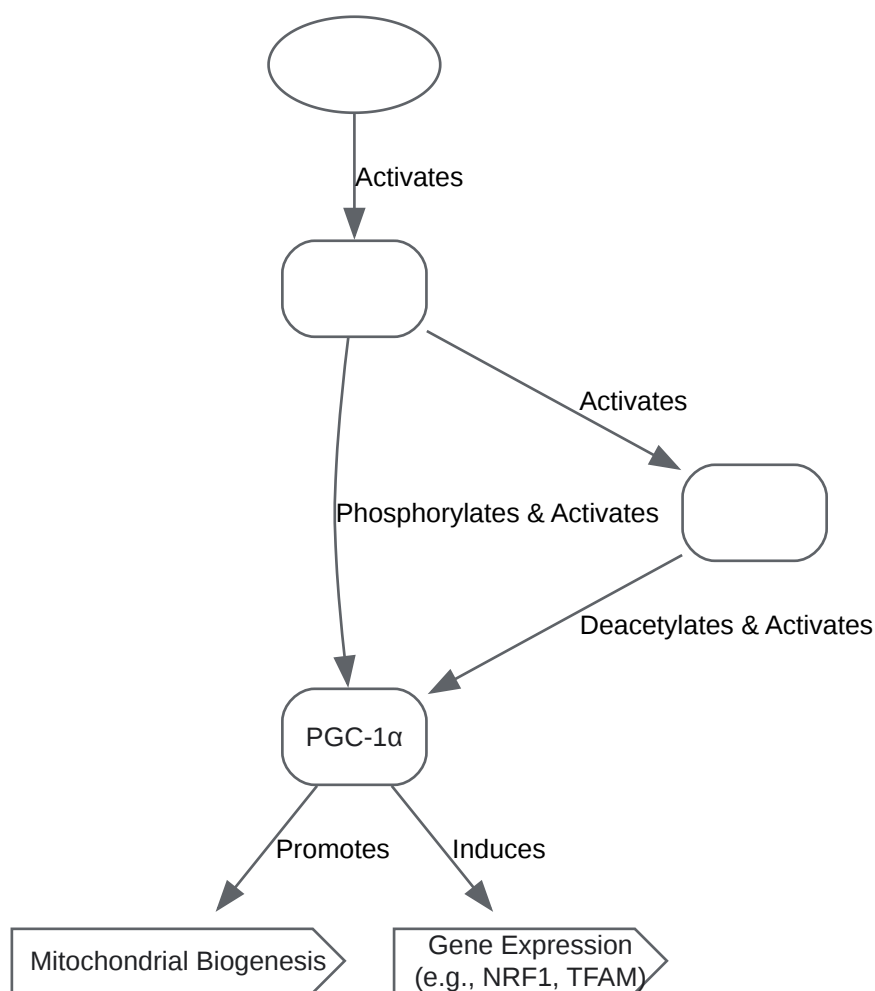 Activates
Activates
Phosphorylates & Activates
Deacetylates & Activates
PGC-1α
Promotes
Induces
Mitochondrial Biogenesis
Gene Expression
(e.g., NRF1, TFAM)